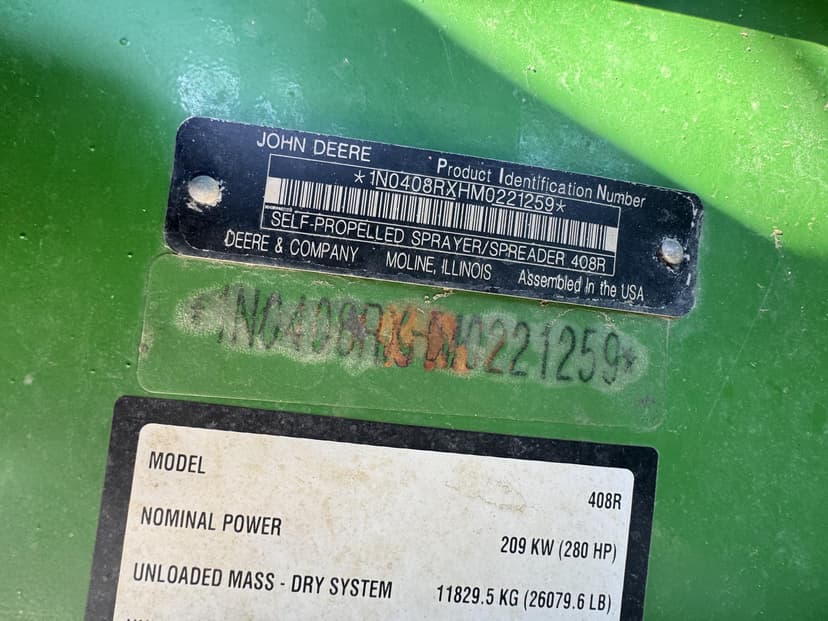 JOHN DEERE
Product Identification Number
*1N0408RXHM0221259*
SELF-PROPELLED SPRAYER/SPREADER 408R
DEERE & COMPANY MOLINE, ILLINOIS Assembled in the USA
0221259*
MODEL 408R
NOMINAL POWER 209 KW (280 HP)
UNLOADED MASS - DRY SYSTEM 11829.5 KG (26079.6 LB)